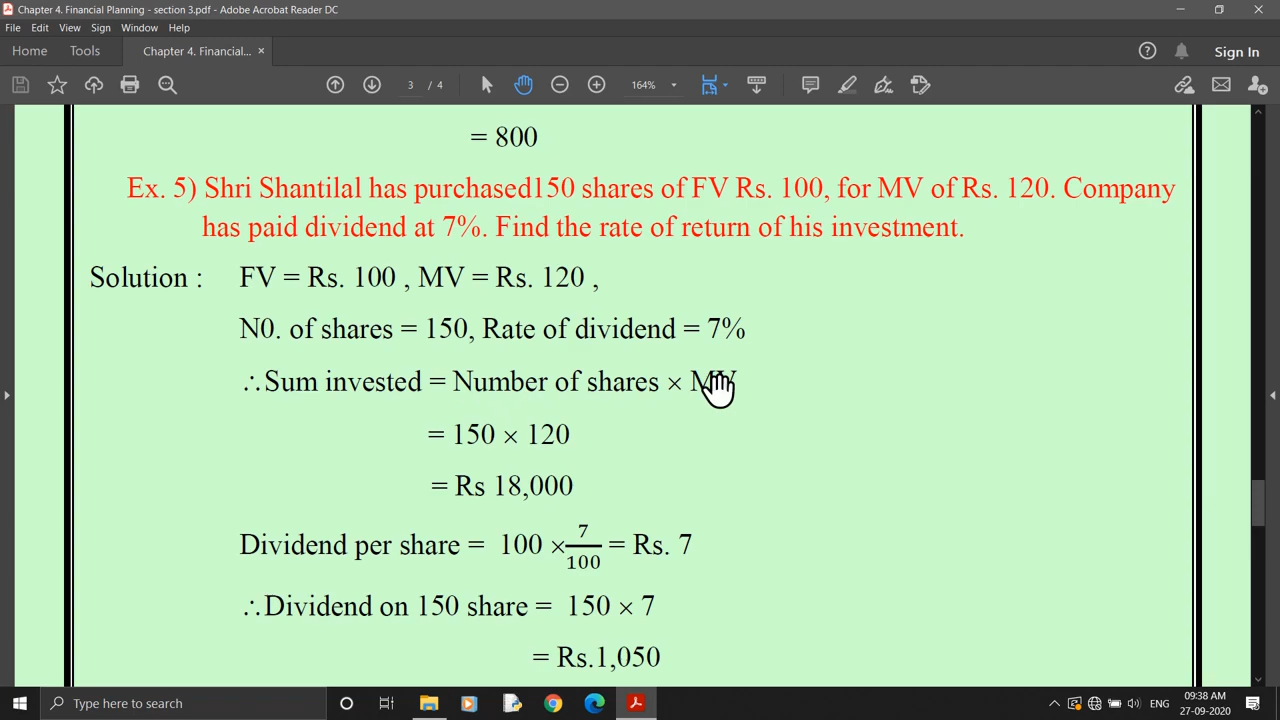 Chapter 4. Financial Planning - section 3.pdf - Adobe Acrobat Reader DC
File Edit View Sign Window Help
Home Tools Chapter 4. Financial... × Sign In
3 / 4 164%
= 800
Ex. 5) Shri Shantilal has purchased150 shares of FV Rs. 100, for MV of Rs. 120. Company
has paid dividend at 7%. Find the rate of return of his investment.
Solution : FV = Rs. 100 , MV = Rs. 120 ,
N0. of shares = 150, Rate of dividend = 7%
∴Sum invested = Number of shares × MV
= 150 × 120
= Rs 18,000
Dividend per share = 100 × 7/100 = Rs. 7
∴Dividend on 150 share = 150 × 7
= Rs.1,050
Type here to search
ENG 09:38 AM
27-09-2020